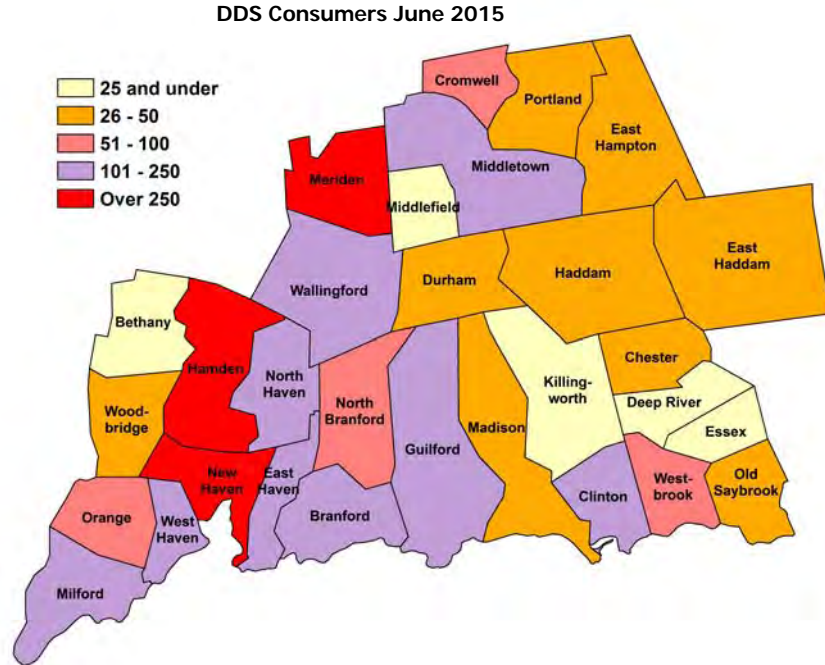 DDS Consumers June 2015
25 and under
26 - 50
51 - 100
101 - 250
Over 250
Cromwell
Portland
East
Hampton
Meriden
Middletown
Middlefield
East
Haddam
Haddam
Durham
Wallingford
Bethany
Hamden
North
Haven
Chester
Killing-
worth
Deep River
Essex
Wood-
bridge
North
Branford
Madison
Guilford
New
Haven
East
Haven
Clinton
West-
brook
Old
Saybrook
Orange
West
Haven
Branford
Milford